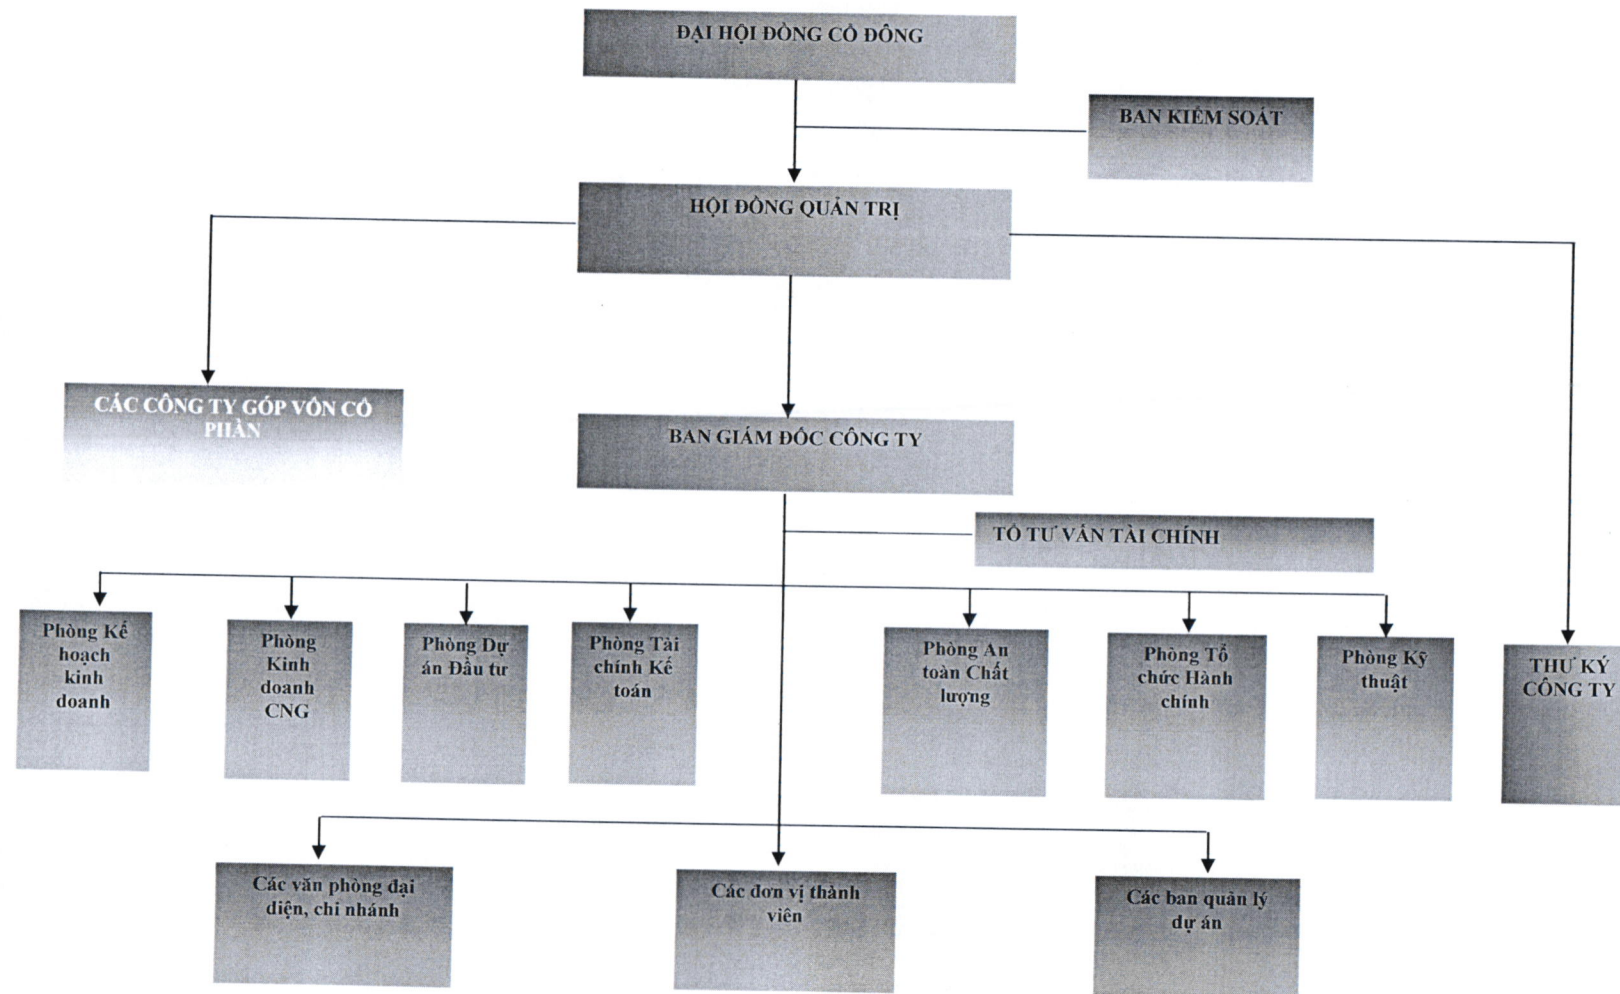 ĐẠI HỘI ĐỒNG CỔ ĐÔNG
BAN KIỂM SOÁT
HỘI ĐỒNG QUẢN TRỊ
CÁC CÔNG TY GÓP VỐN CỔ
PHẦN
BAN GIÁM ĐỐC CÔNG TY
TỔ TƯ VẤN TÀI CHÍNH
Phòng Kế
hoạch
kinh
doanh
Phòng
Kinh
doanh
CNG
Phòng Dự
án Đầu tư
Phòng Tài
chính Kế
toán
Phòng An
toàn Chất
lượng
Phòng Tổ
chức Hành
chính
Phòng Kỹ
thuật
THƯ KÝ
CÔNG TY
Các văn phòng đại
diện, chi nhánh
Các đơn vị thành
viên
Các ban quản lý
dự án